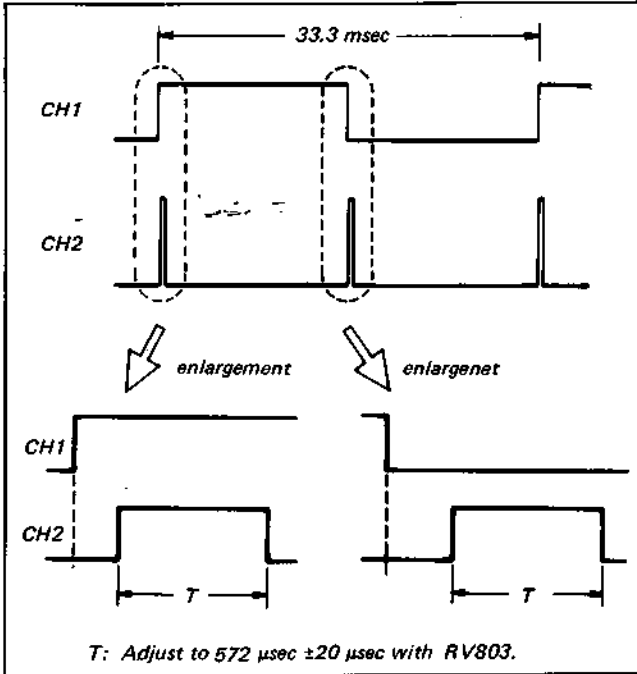 33.3 msec
CH1
CH2
enlargement
enlargenet
CH1
CH2
T
T
T: Adjust to 572 μsec ±20 μsec with RV803.